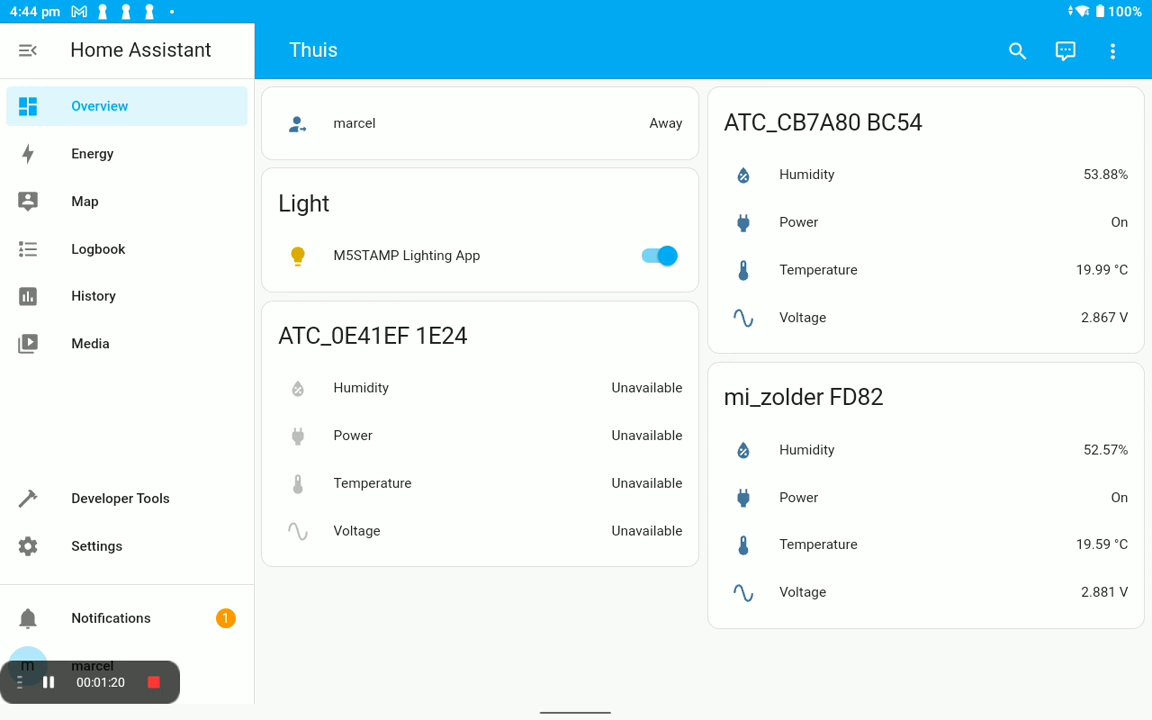 4:44 pm
100%
Home Assistant
Thuis
Overview
Energy
Map
Logbook
History
Media
Developer Tools
Settings
Notifications 1
m marcel
00:01:20
marcel Away
Light
M5STAMP Lighting App
ATC_0E41EF 1E24
Humidity Unavailable
Power Unavailable
Temperature Unavailable
Voltage Unavailable
ATC_CB7A80 BC54
Humidity 53.88%
Power On
Temperature 19.99 °C
Voltage 2.867 V
mi_zolder FD82
Humidity 52.57%
Power On
Temperature 19.59 °C
Voltage 2.881 V